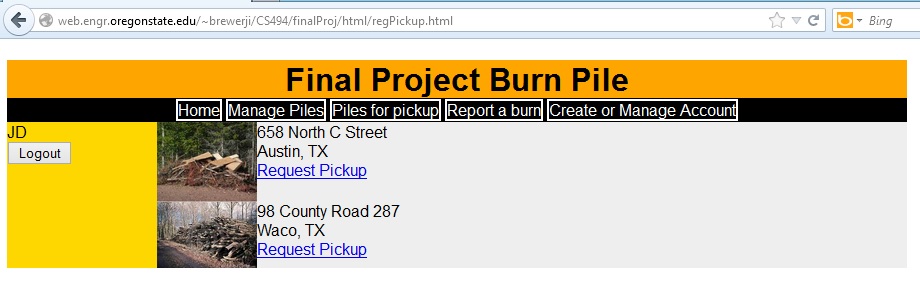 web.engr.oregonstate.edu/~brewerji/CS494/finalProj/html/regPickup.html
Bing
Final Project Burn Pile
Home Manage Piles Piles for pickup Report a burn Create or Manage Account
JD
Logout
658 North C Street
Austin, TX
Request Pickup
98 County Road 287
Waco, TX
Request Pickup